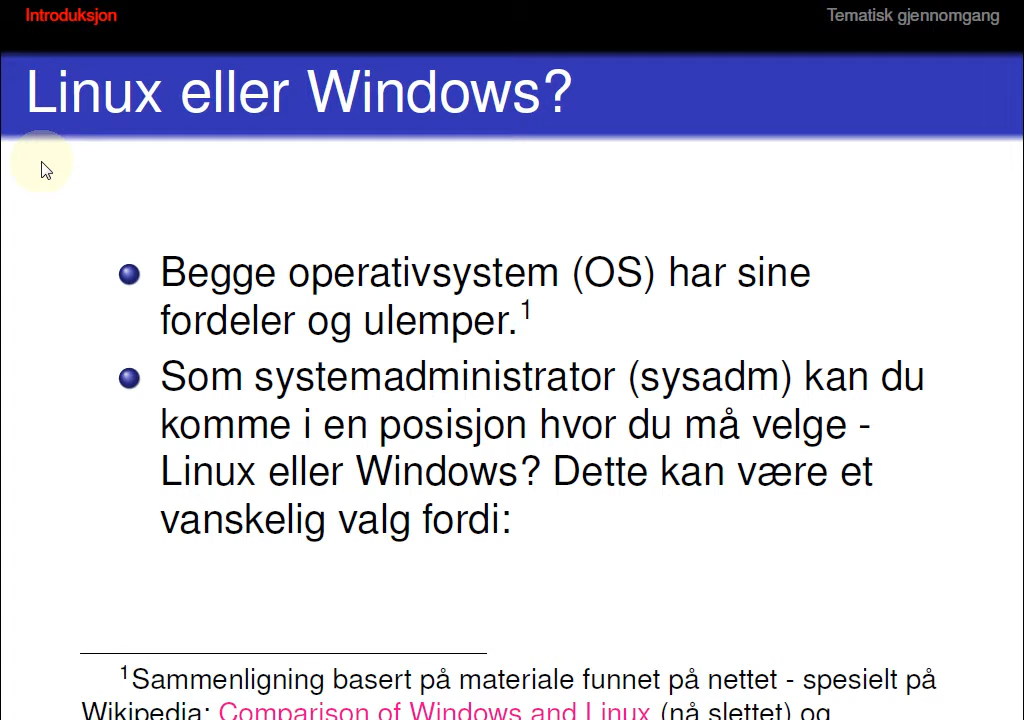 Introduksjon
Tematisk gjennomgang
Linux eller Windows?
Begge operativsystem (OS) har sine
fordeler og ulemper.1
Som systemadministrator (sysadm) kan du
komme i en posisjon hvor du må velge -
Linux eller Windows? Dette kan være et
vanskelig valg fordi:
1Sammenligning basert på materiale funnet på nettet - spesielt på
Wikipedia: Comparison of Windows and Linux (nå slettet) og